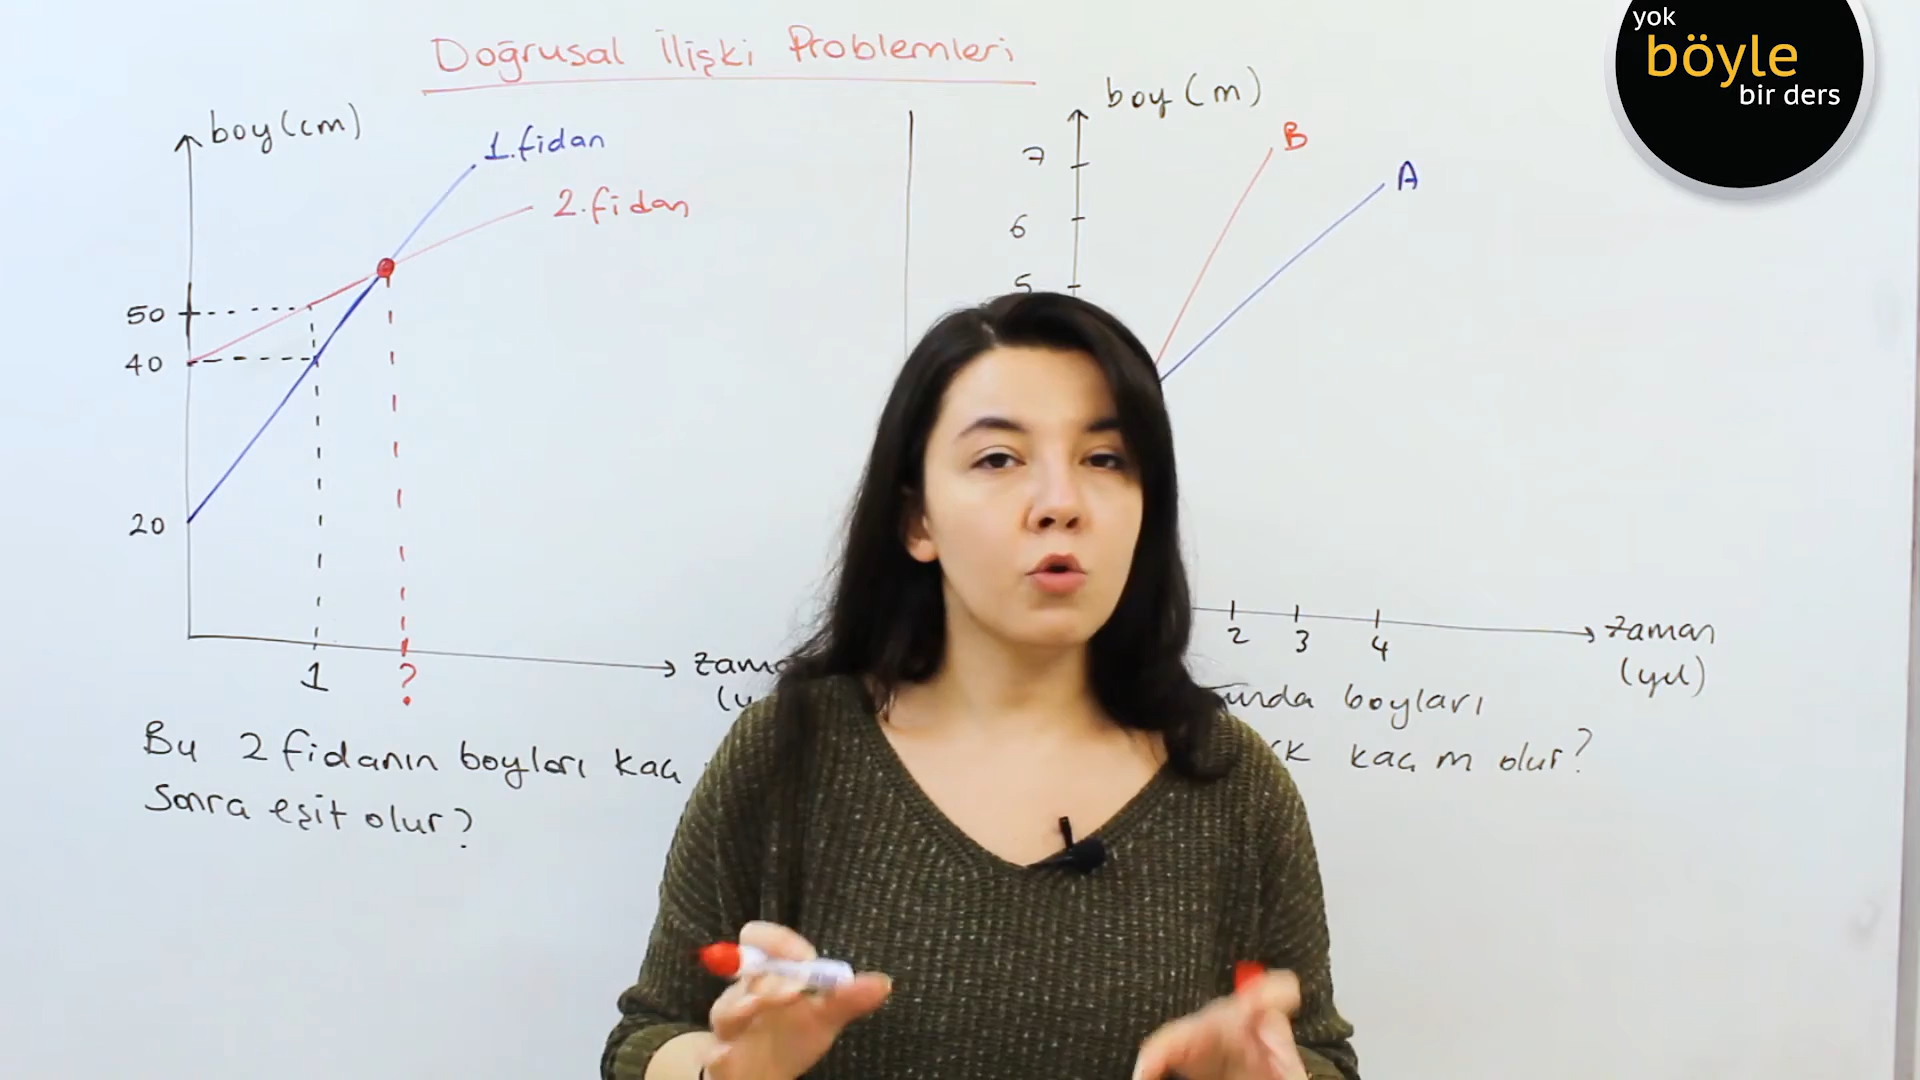 Doğrusal İlişki Problemleri
yok
böyle
bir ders
boy (cm)
1.fidan
2.fidan
50
40
20
1
?
Bu 2 fidanın boyları kaç
Sonra eşit olur?
boy (m)
B
A
7
6
5
2
3
4
zaman
(yıl)
boyları
kaç m olur?